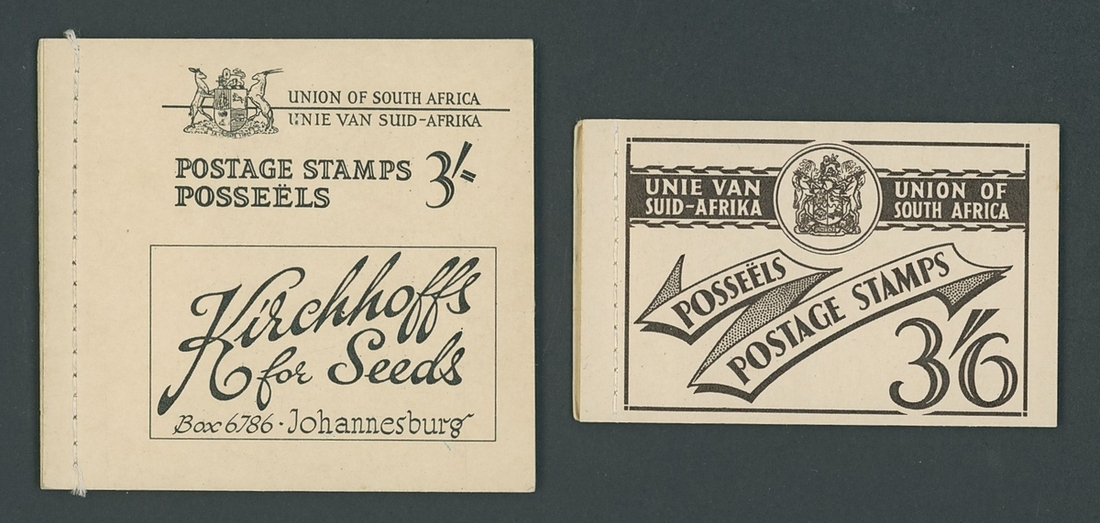 UNION OF SOUTH AFRICA
UNIE VAN SUID-AFRIKA
POSTAGE STAMPS 3/=
POSSEËLS
Kirchhoffs
for Seeds
Box 6786 · Johannesburg
UNIE VAN
SUID-AFRIKA
UNION OF
SOUTH AFRICA
POSSEËLS
POSTAGE STAMPS
3/6